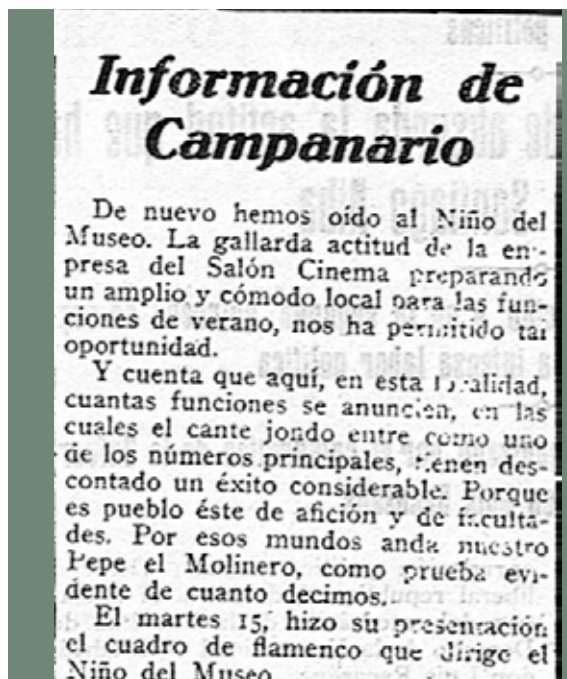 Información de
Campanario
De nuevo hemos oído al Niño del
Museo. La gallarda actitud de la em-
presa del Salón Cinema preparando
un amplio y cómodo local para las fun-
ciones de verano, nos ha permitido tal
oportunidad.
Y cuenta que aquí, en esta localidad,
cuantas funciones se anuncien, en las
cuales el cante jondo entre como uno
de los números principales, tienen des-
contado un éxito considerable. Porque
es pueblo éste de afición y de faculta-
des. Por esos mundos anda nuestro
Pepe el Molinero, como prueba evi-
dente de cuanto decimos.
El martes 15, hizo su presentación
el cuadro de flamenco que dirige el
Niño del Museo.